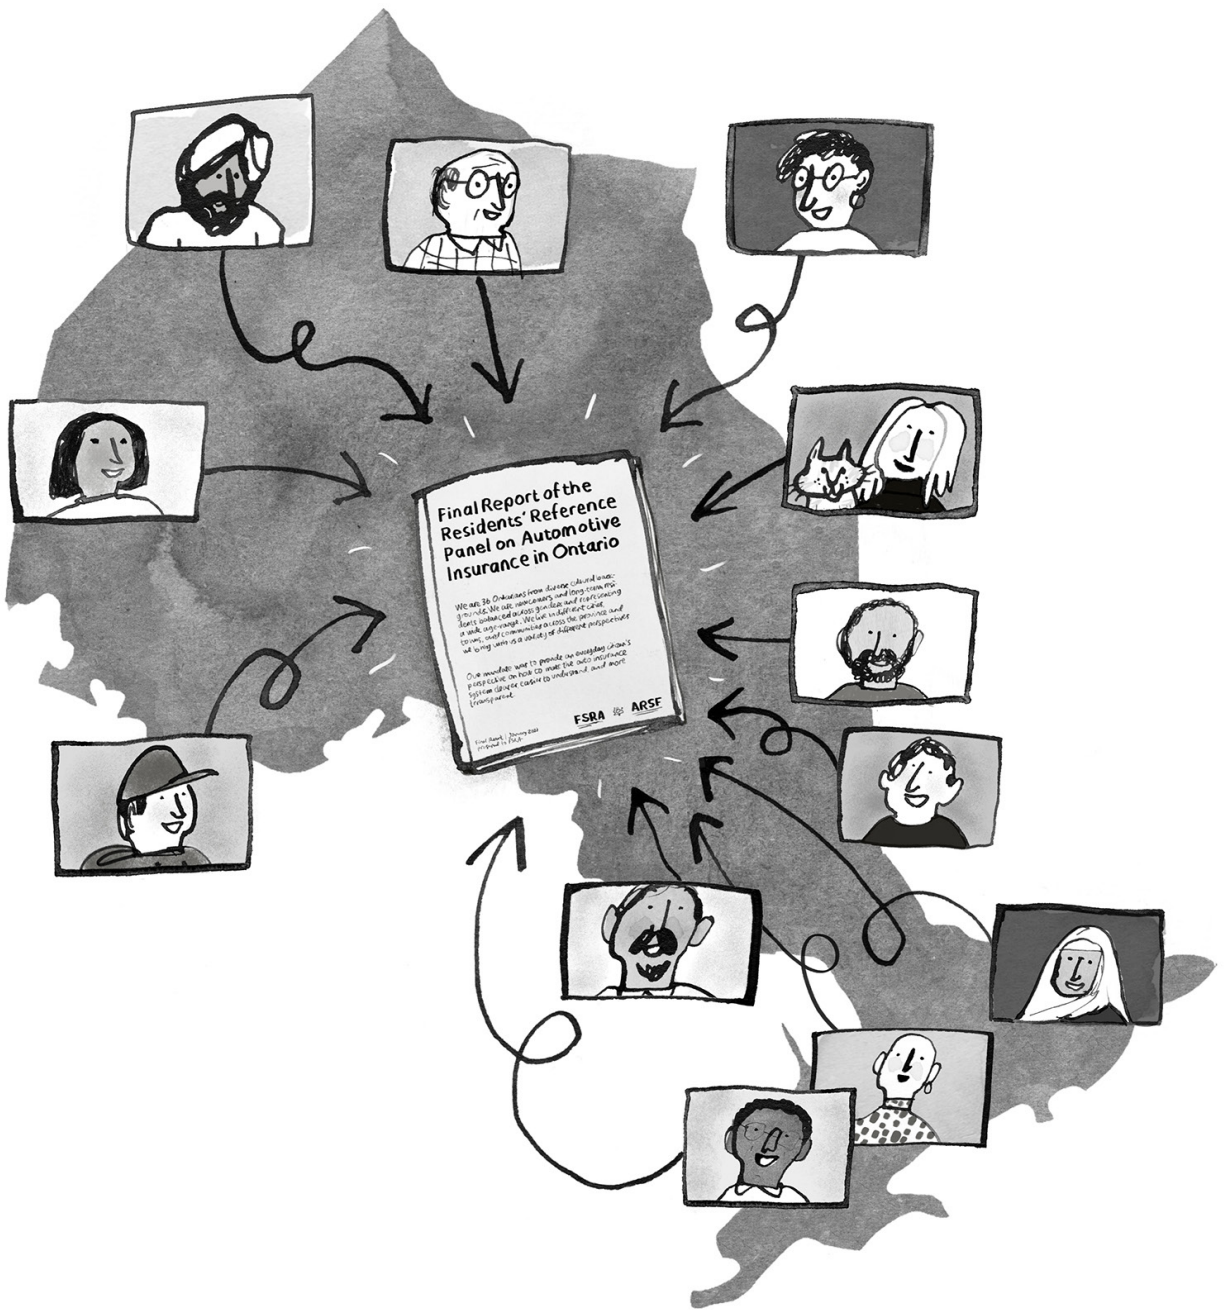 Final Report of the
Residents' Reference
Panel on Automotive
Insurance in Ontario
We are 36 Ontarians from diverse cultural back-
grounds. We are newcomers and long-term resi-
dents balanced across genders and representing
a wide age-range. We live in different cities,
towns, and communities across the province and
we bring with us a variety of different perspectives
Our mandate was to provide an everyday citizen's
perspective on how to make the auto insurance
system clearer easier to understand and more
transparent
FSRA ARSF
Final Report | January
prepared to FSRA